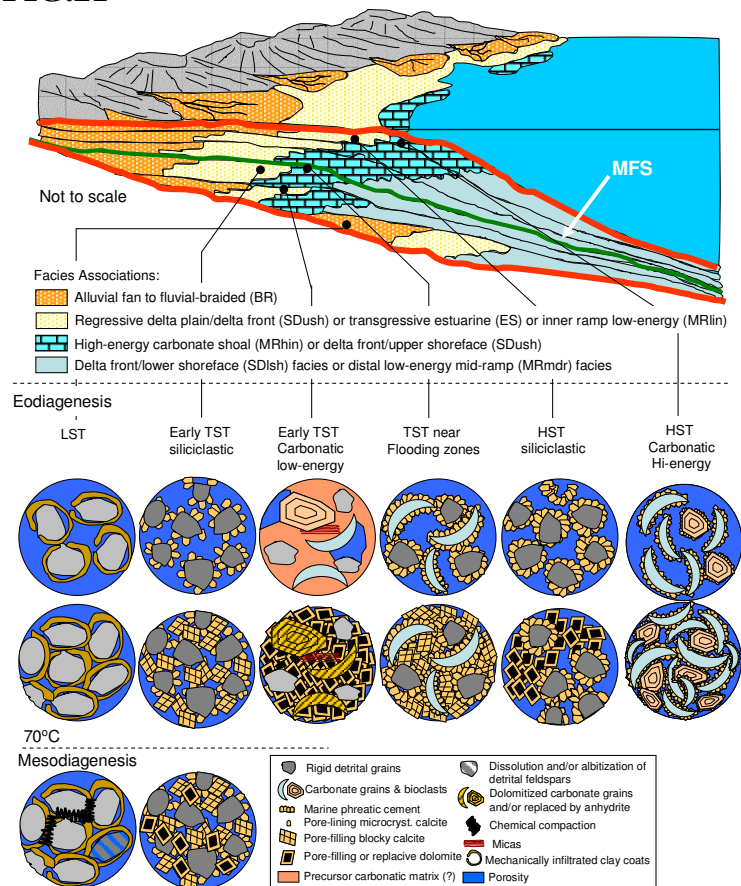 MFS
Not to scale
Facies Associations:
Alluvial fan to fluvial-braided (BR)
Regressive delta plain/delta front (SDush) or transgressive estuarine (ES) or inner ramp low-energy (MRlin)
High-energy carbonate shoal (MRhin) or delta front/upper shoreface (SDush)
Delta front/lower shoreface (SDlsh) facies or distal low-energy mid-ramp (MRmdr) facies
Eodiagenesis
LST
Early TST
siliciclastic
Early TST
Carbonatic
low-energy
TST near
Flooding zones
HST
siliciclastic
HST
Carbonatic
Hi-energy
70ºC
Mesodiagenesis
Rigid detrital grains
Carbonate grains & bioclasts
Marine phreatic cement
Pore-lining microcryst. calcite
Pore-filling blocky calcite
Pore-filling or replacive dolomite
Precursor carbonatic matrix (?)
Dissolution and/or albitization of
detrital feldspars
Dolomitized carbonate grains
and/or replaced by anhydrite
Chemical compaction
Micas
Mechanically infiltrated clay coats
Porosity